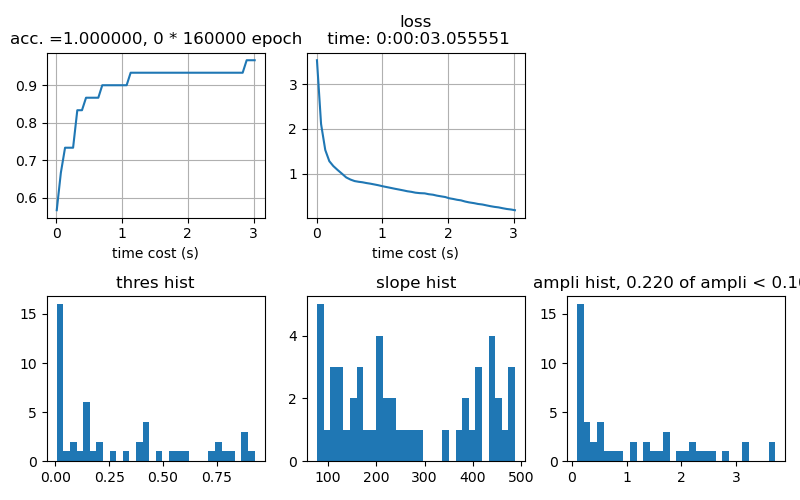 acc. =1.000000, 0 * 160000 epoch
loss
time: 0:00:03.055551
0.9
0.8
0.7
0.6
0 1 2 3
time cost (s)
3
2
1
0 1 2 3
time cost (s)
thres hist
slope hist
ampli hist, 0.220 of ampli < 0.10
15
10
5
0
0.00 0.25 0.50 0.75
4
2
0
100 200 300 400 500
15
10
5
0
0 1 2 3